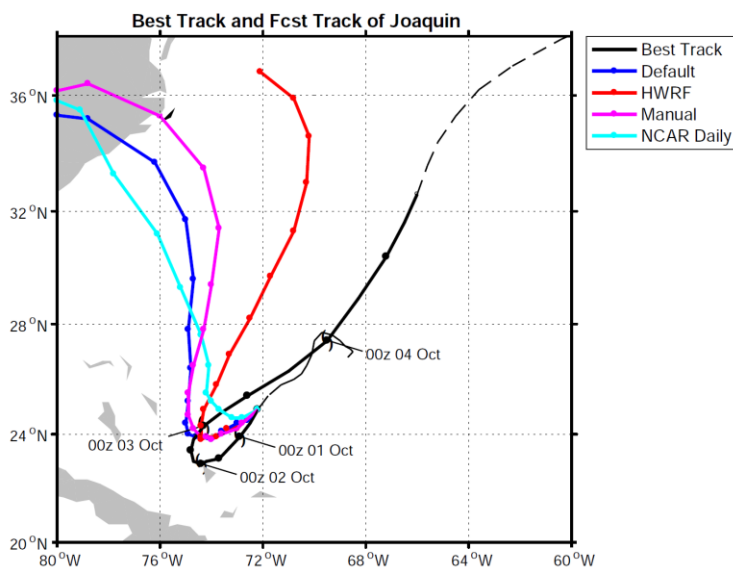 Best Track and Fcst Track of Joaquin
36°N
32°N
28°N
24°N
20°N
80°W
76°W
72°W
68°W
64°W
60°W
00z 04 Oct
00z 03 Oct
00z 01 Oct
00z 02 Oct
Best Track
Default
HWRF
Manual
NCAR Daily